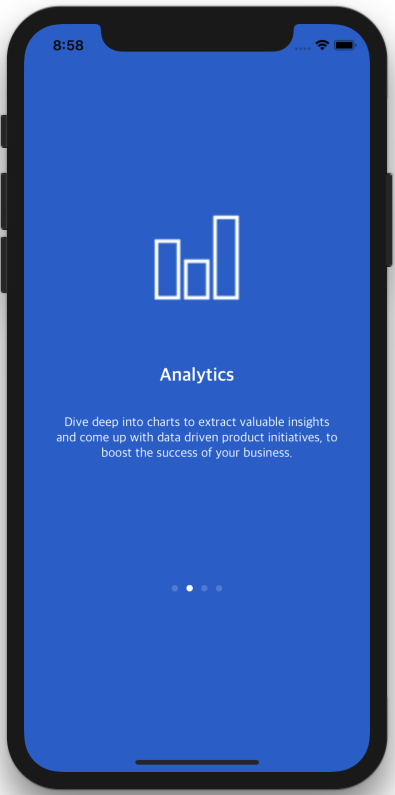 8:58
Analytics
Dive deep into charts to extract valuable insights
and come up with data driven product initiatives, to
boost the success of your business.